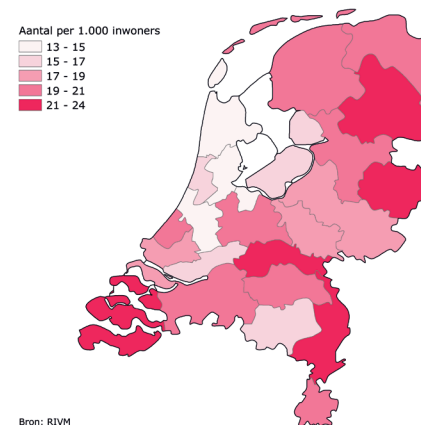 Aantal per 1.000 inwoners
13 - 15
15 - 17
17 - 19
19 - 21
21 - 24
Bron: RIVM